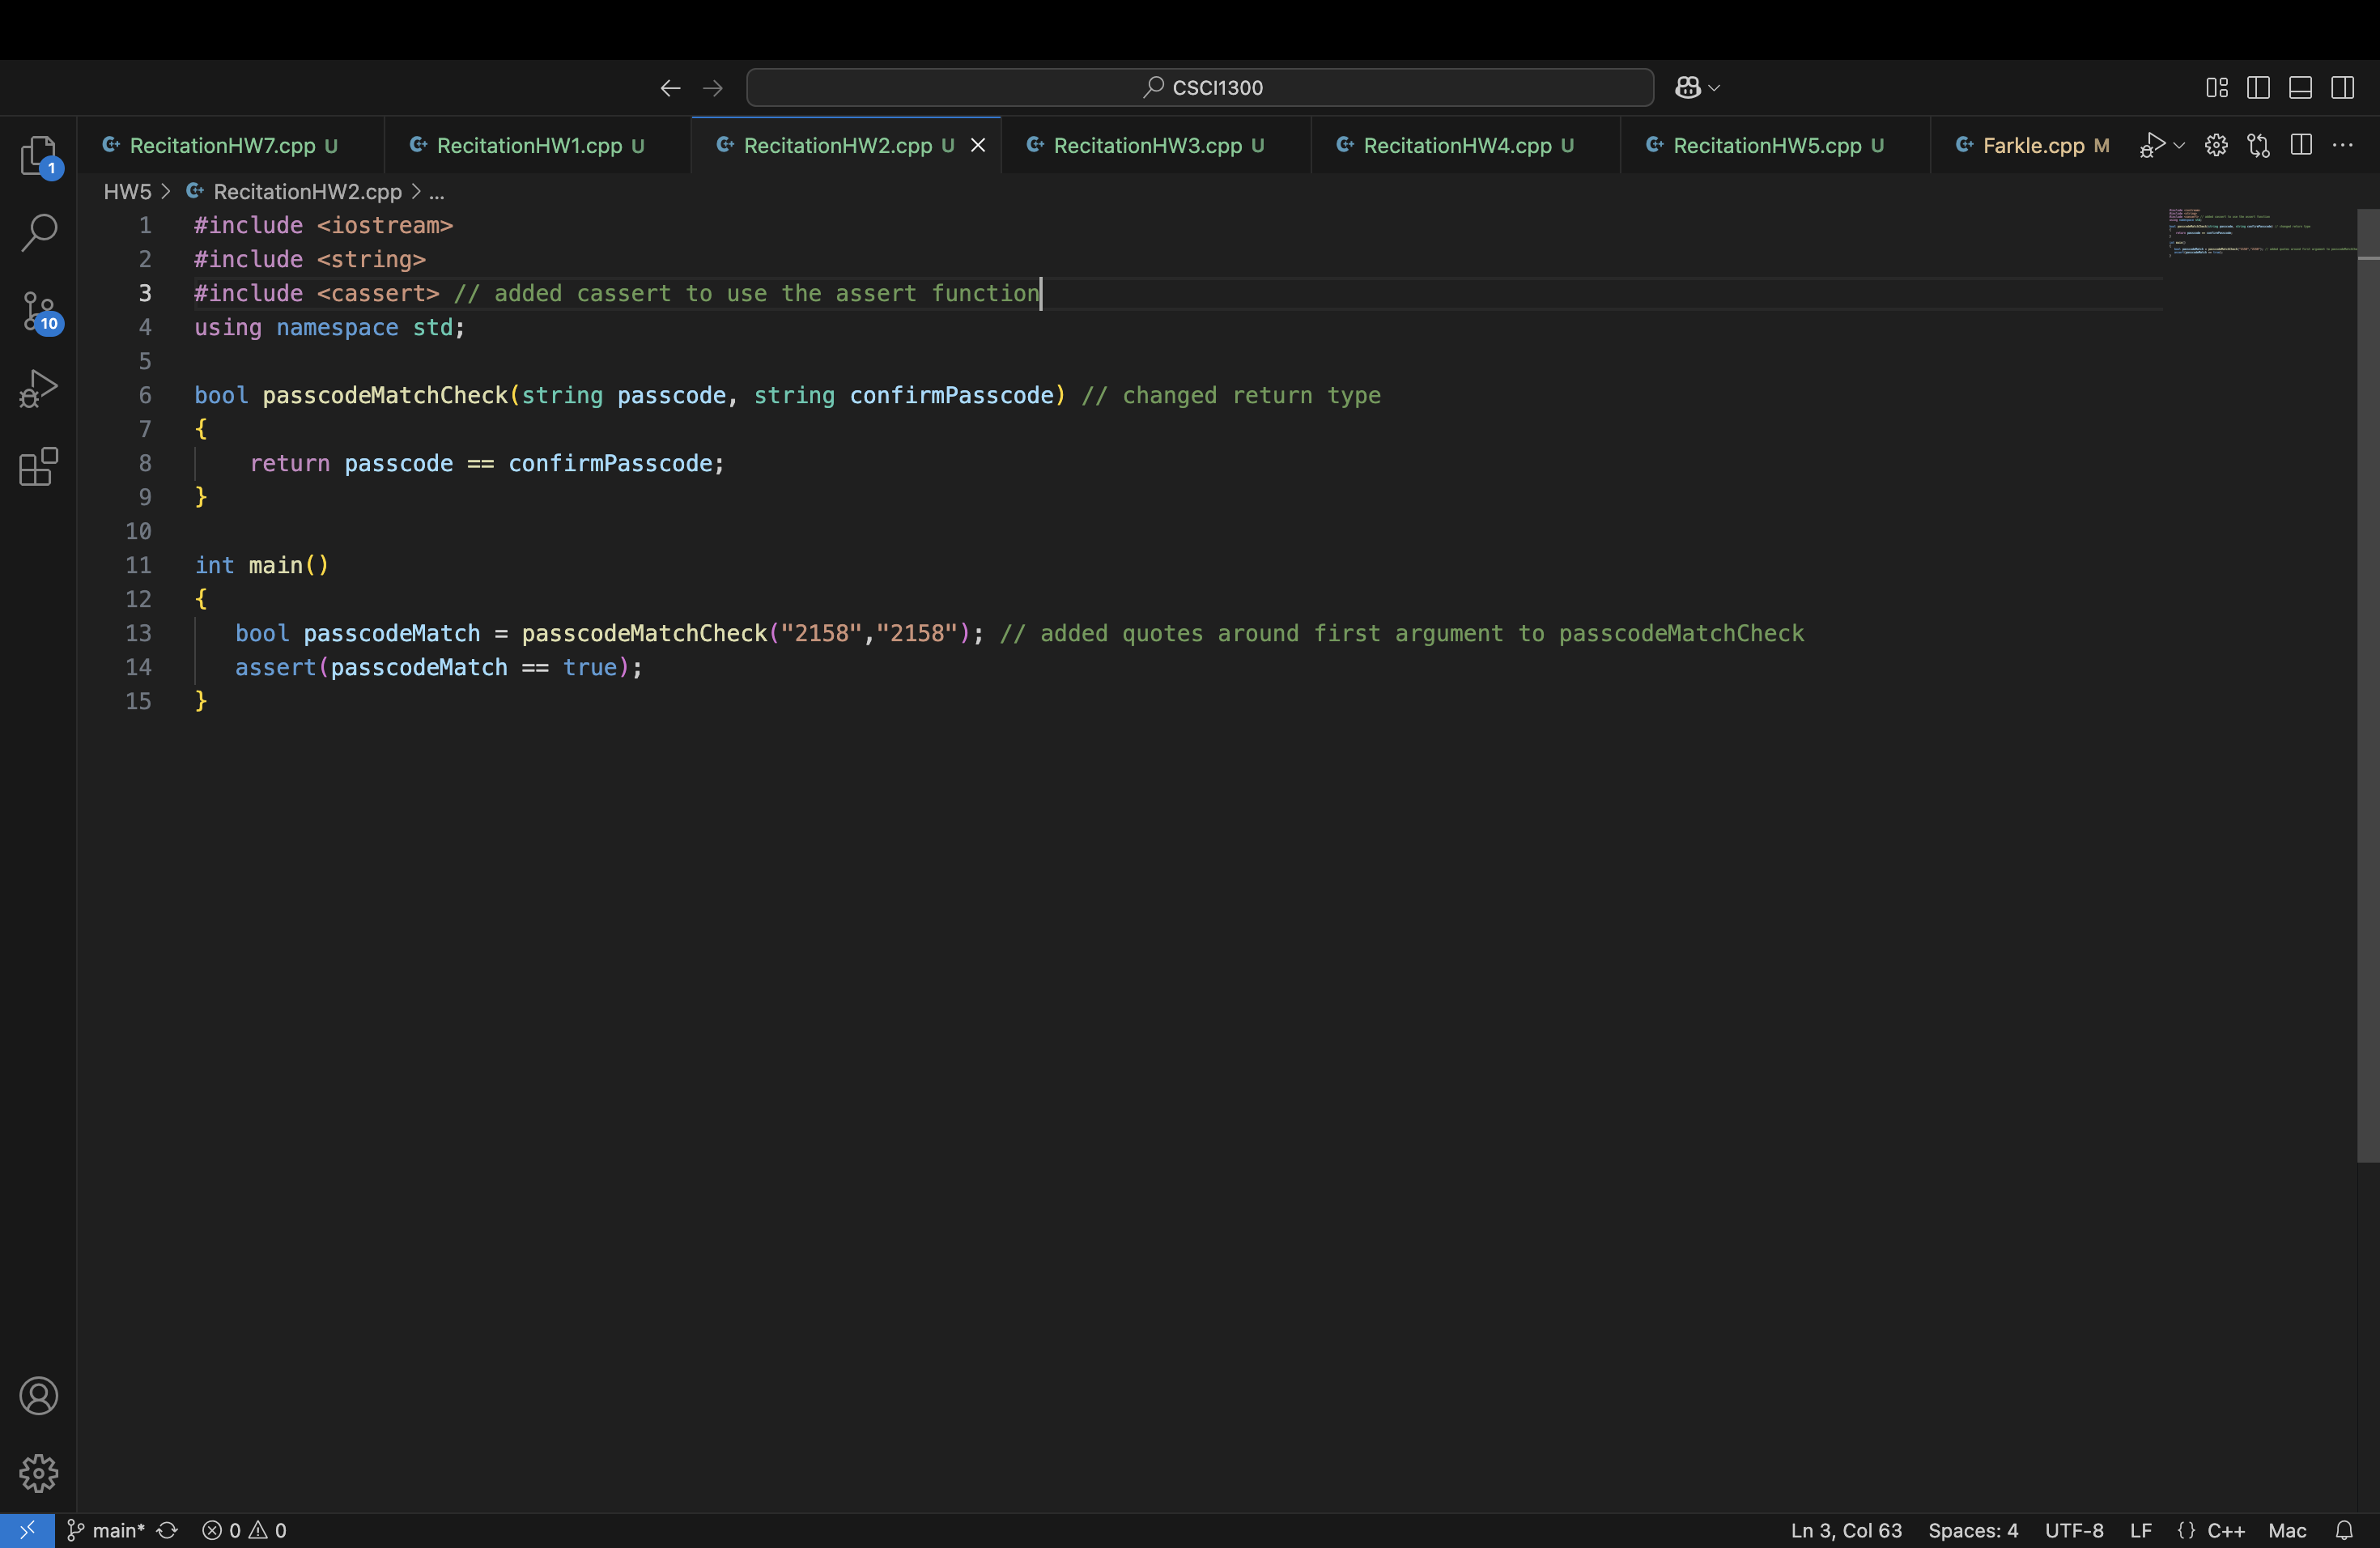 CSCI1300
RecitationHW7.cpp U
RecitationHW1.cpp U
RecitationHW2.cpp U
RecitationHW3.cpp U
RecitationHW4.cpp U
RecitationHW5.cpp U
Farkle.cpp M
1
10
HW5 > RecitationHW2.cpp > ...
1 #include <iostream>
2 #include <string>
3 #include <cassert> // added cassert to use the assert function
4 using namespace std;
5
6 bool passcodeMatchCheck(string passcode, string confirmPasscode) // changed return type
7 {
8     return passcode == confirmPasscode;
9 }
10
11 int main()
12 {
13    bool passcodeMatch = passcodeMatchCheck("2158","2158"); // added quotes around first argument to passcodeMatchCheck
14    assert(passcodeMatch == true);
15 }
main* 0 0 Ln 3, Col 63 Spaces: 4 UTF-8 LF {} C++ Mac